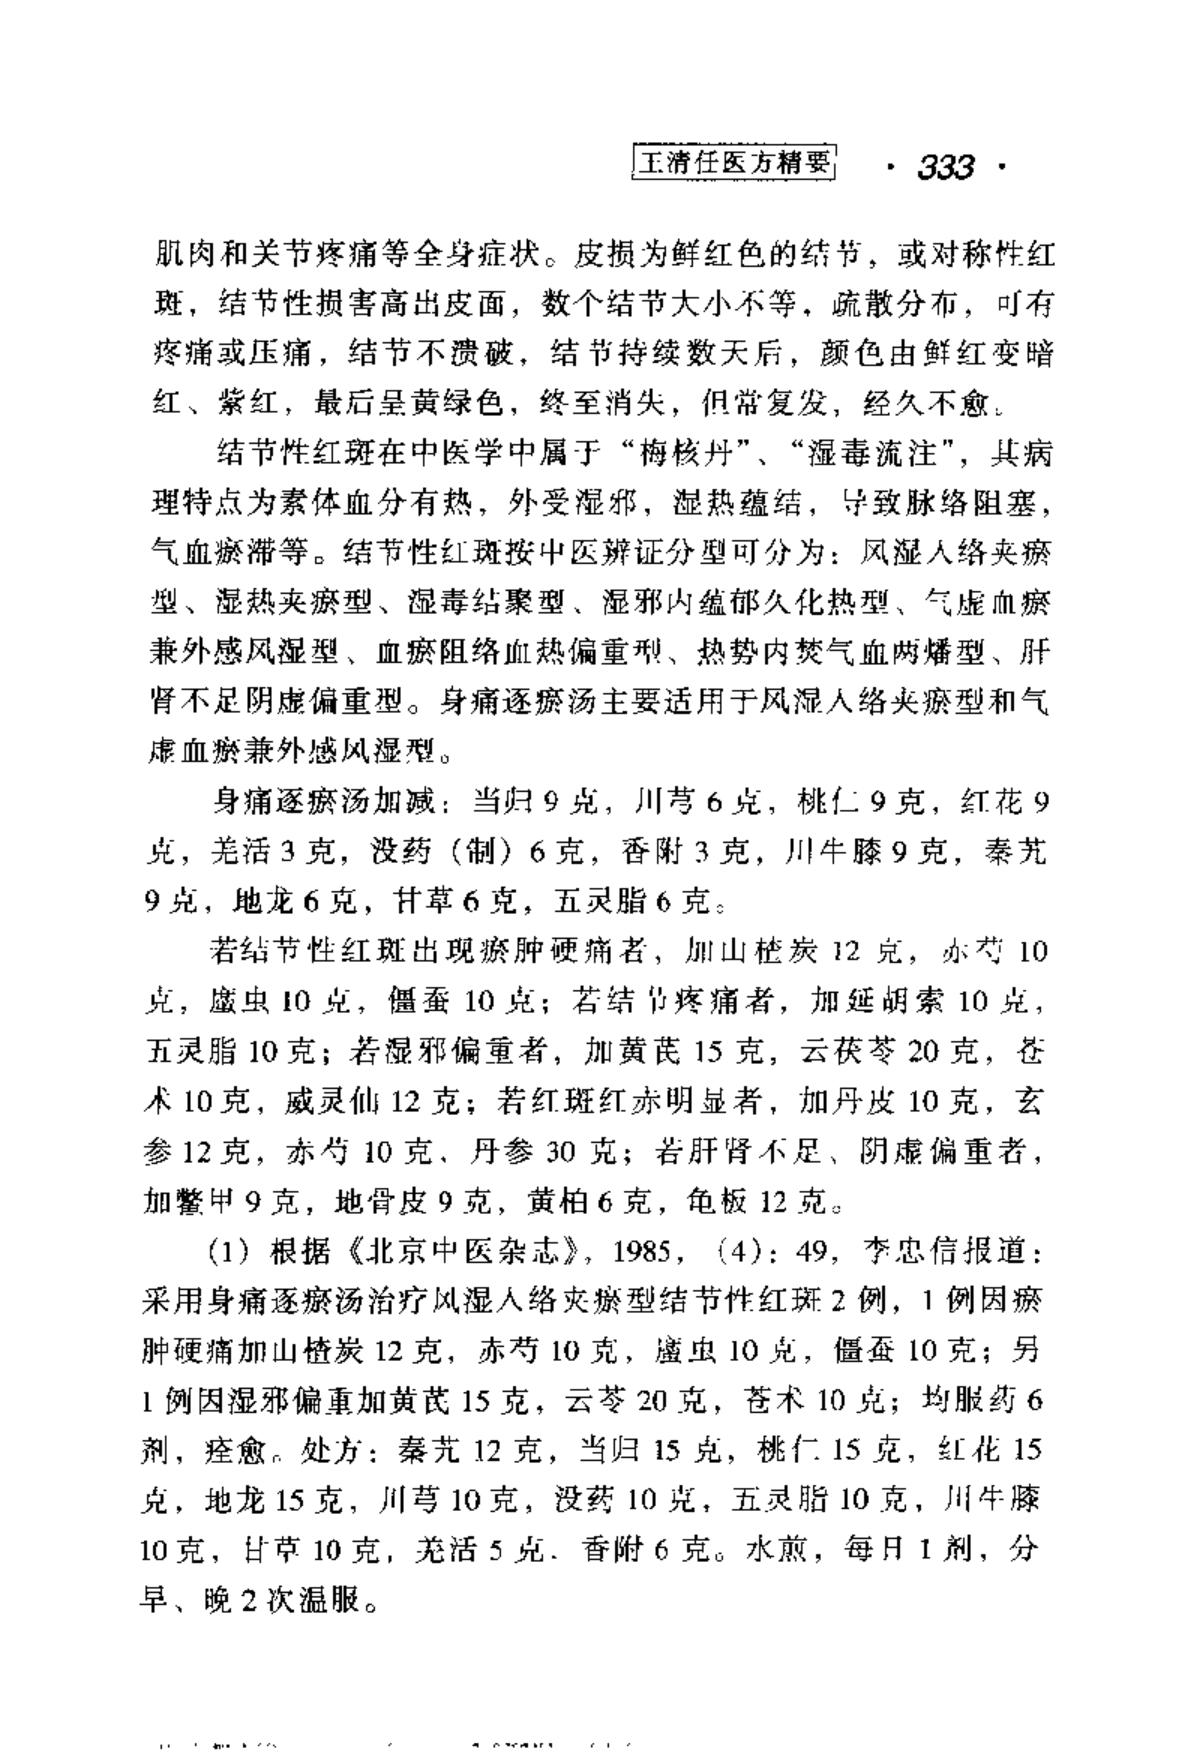 王清任医方精要 · 333 ·
肌肉和关节疼痛等全身症状。皮损为鲜红色的结节，或对称性红
斑，结节性损害高出皮面，数个结节大小不等，疏散分布，可有
疼痛或压痛，结节不溃破，结节持续数天后，颜色由鲜红变暗
红、紫红，最后呈黄绿色，终至消失，但常复发，经久不愈。
结节性红斑在中医学中属于“梅核丹”、“湿毒流注”，其病
理特点为素体血分有热，外受湿邪，湿热蕴结，导致脉络阻塞，
气血瘀滞等。结节性红斑按中医辨证分型可分为：风湿入络夹瘀
型、湿热夹瘀型、湿毒结聚型、湿邪内蕴郁久化热型、气虚血瘀
兼外感风湿型、血瘀阻络血热偏重型、热势内焚气血两燔型、肝
肾不足阴虚偏重型。身痛逐瘀汤主要适用于风湿入络夹瘀型和气
虚血瘀兼外感风湿型。
身痛逐瘀汤加减：当归 9 克，川芎 6 克，桃仁 9 克，红花 9
克，羌活 3 克，没药（制）6 克，香附 3 克，川牛膝 9 克，秦艽
9 克，地龙 6 克，甘草 6 克，五灵脂 6 克。
若结节性红斑出现瘀肿硬痛者，加山楂炭 12 克，赤芍 10
克，䗪虫 10 克，僵蚕 10 克；若结节疼痛者，加延胡索 10 克，
五灵脂 10 克；若湿邪偏重者，加黄芪 15 克，云茯苓 20 克，苍
术 10 克，威灵仙 12 克；若红斑红赤明显者，加丹皮 10 克，玄
参 12 克，赤芍 10 克、丹参 30 克；若肝肾不足、阴虚偏重者，
加鳖甲 9 克，地骨皮 9 克，黄柏 6 克，龟板 12 克。
(1) 根据《北京中医杂志》，1985，(4)：49，李忠信报道：
采用身痛逐瘀汤治疗风湿入络夹瘀型结节性红斑 2 例，1 例因瘀
肿硬痛加山楂炭 12 克，赤芍 10 克，䗪虫 10 克，僵蚕 10 克；另
1 例因湿邪偏重加黄芪 15 克，云苓 20 克，苍术 10 克；均服药 6
剂，痊愈。处方：秦艽 12 克，当归 15 克，桃仁 15 克，红花 15
克，地龙 15 克，川芎 10 克，没药 10 克，五灵脂 10 克，川牛膝
10 克，甘草 10 克，羌活 5 克．香附 6 克。水煎，每日 1 剂，分
早、晚 2 次温服。